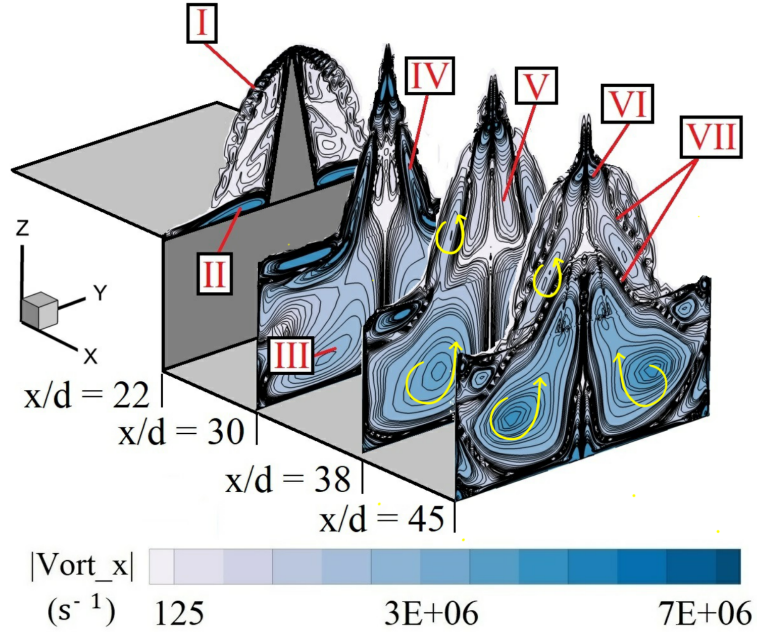 I
IV
V
VI
VII
II
Z
Y
X
III
x/d = 22
x/d = 30
x/d = 38
x/d = 45
|Vort_x|
(s⁻¹) 125 3E+06 7E+06